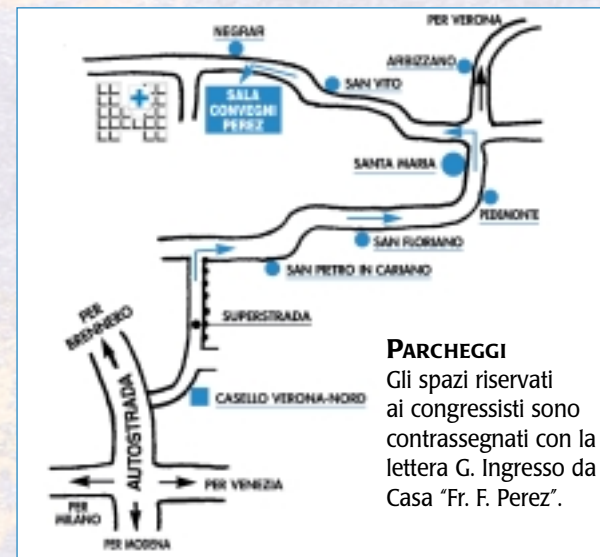 PER VERONA
NEGRAR
ARBIZZANO
SAN VITO
SALA
CONVEGNI
PEREZ
SANTA MARIA
PEDEMONTE
SAN FLORIANO
SAN PIETRO IN CARIANO
PER
BRENNERO
SUPERSTRADA
CASELLO VERONA-NORD
AUTOSTRADA
PER VENEZIA
PER
MILANO
PER MODENA
PARCHEGGI
Gli spazi riservati
ai congressisti sono
contrassegnati con la
lettera G. Ingresso da
Casa “Fr. F. Perez”.